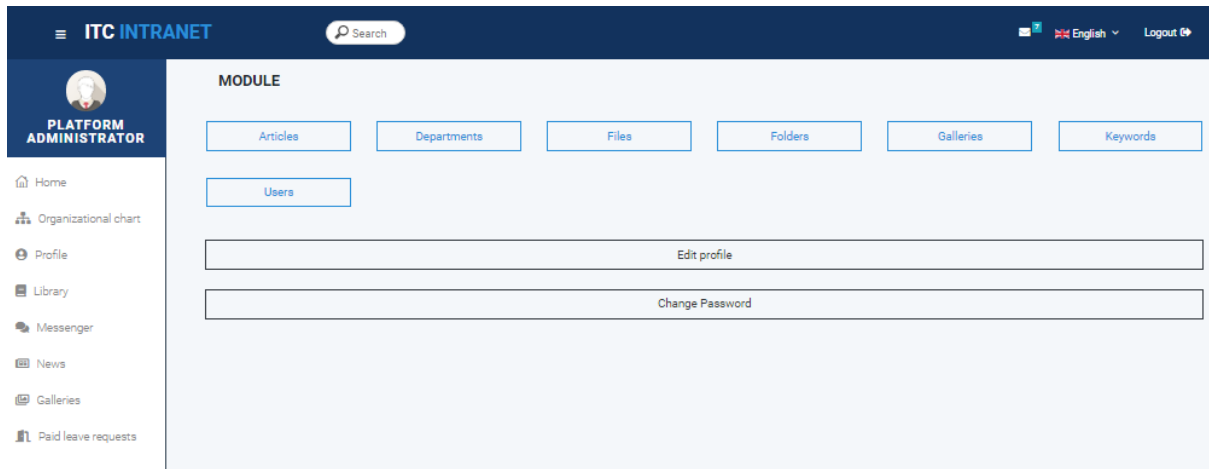 ITC INTRANET
Search
7
English
Logout
PLATFORM
ADMINISTRATOR
Home
Organizational chart
Profile
Library
Messenger
News
Galleries
Paid leave requests
MODULE
Articles
Departments
Files
Folders
Galleries
Keywords
Users
Edit profile
Change Password